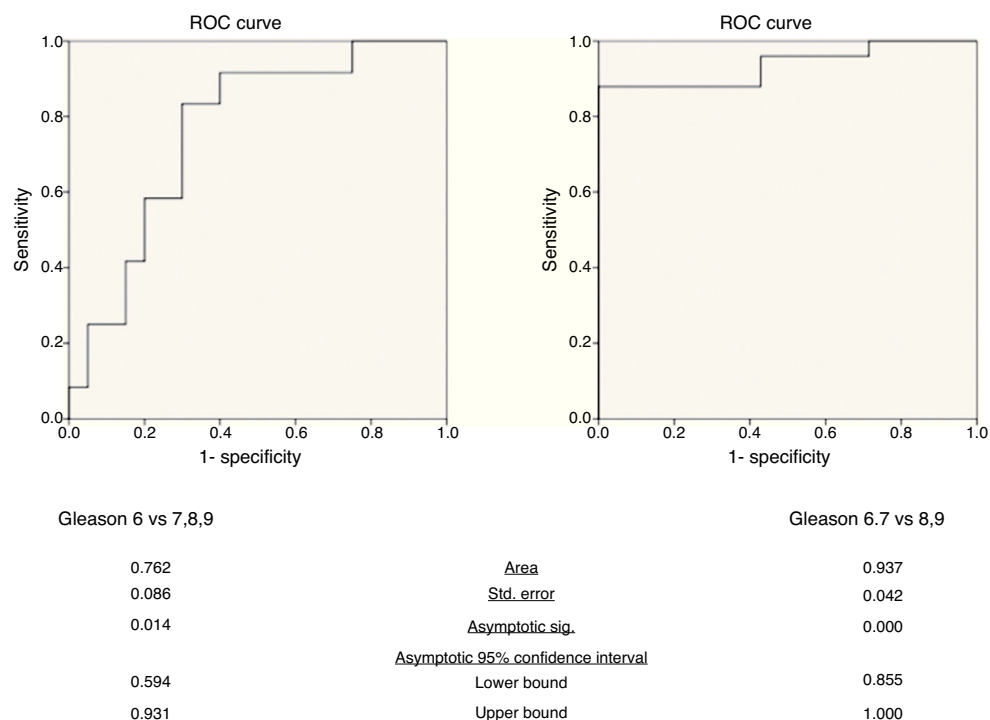 ROC curve ROC curve
1.0 1.0
0.8 0.8
0.6 0.6
Sensitivity Sensitivity
0.4 0.4
0.2 0.2
0.0 0.0
0.0 0.2 0.4 0.6 0.8 1.0 0.0 0.2 0.4 0.6 0.8 1.0
1- specificity 1- specificity
Gleason 6 vs 7,8,9 Gleason 6.7 vs 8,9
0.762 Area 0.937
0.086 Std. error 0.042
0.014 Asymptotic sig. 0.000
Asymptotic 95% confidence interval
0.594 Lower bound 0.855
0.931 Upper bound 1.000